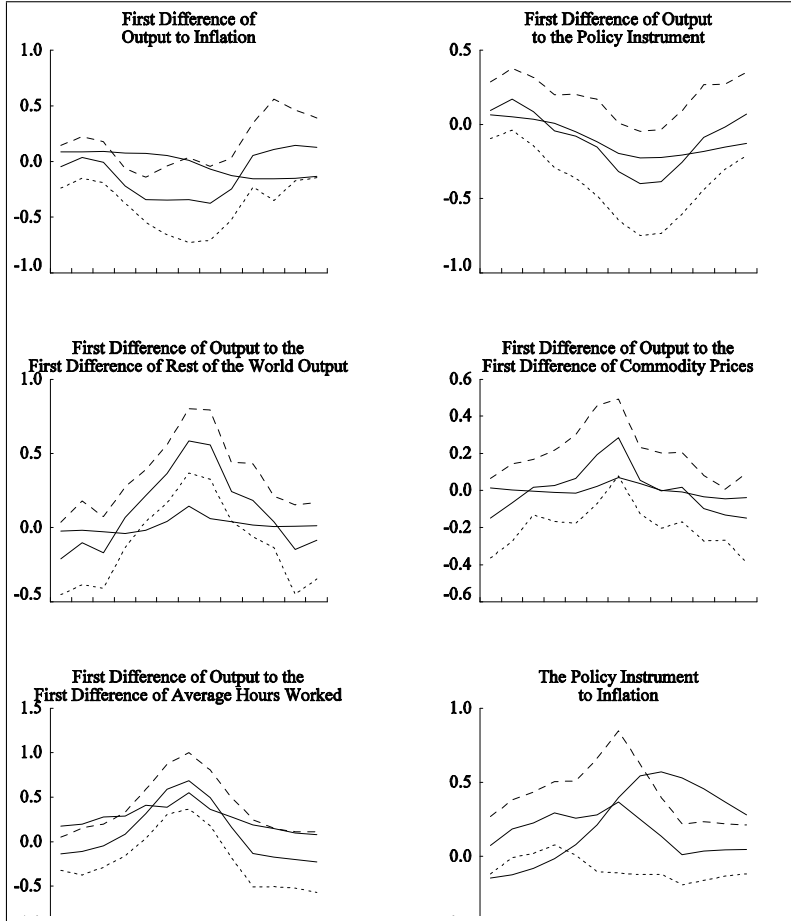 First Difference of
Output to Inflation
1.0
0.5
0.0
-0.5
-1.0
First Difference of Output
to the Policy Instrument
0.5
0.0
-0.5
-1.0
First Difference of Output to the
First Difference of Rest of the World Output
1.0
0.5
0.0
-0.5
First Difference of Output to the
First Difference of Commodity Prices
0.6
0.4
0.2
0.0
-0.2
-0.4
-0.6
First Difference of Output to the
First Difference of Average Hours Worked
1.5
1.0
0.5
0.0
-0.5
The Policy Instrument
to Inflation
1.0
0.5
0.0